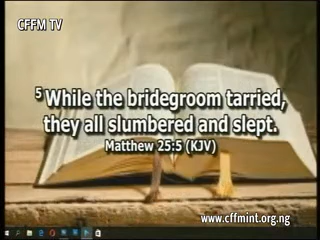 CFFM TV
5 While the bridegroom tarried,
they all slumbered and slept.
Matthew 25:5 (KJV)
www.cffmint.org.ng